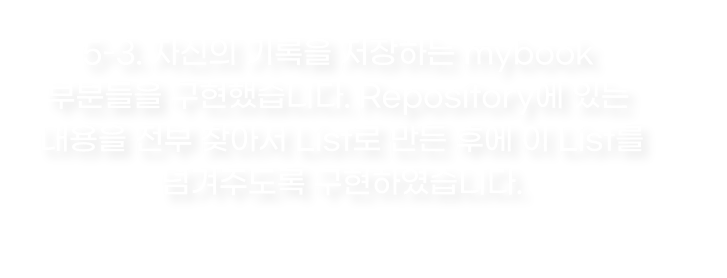 5-3. 자신의 기록을 저장하는 mybook
부분들을 구현했습니다. Repository에 있는
내용을 전부 찾아서 List로 만든 후에 이 List를
넘겨주도록 구현하였습니다.